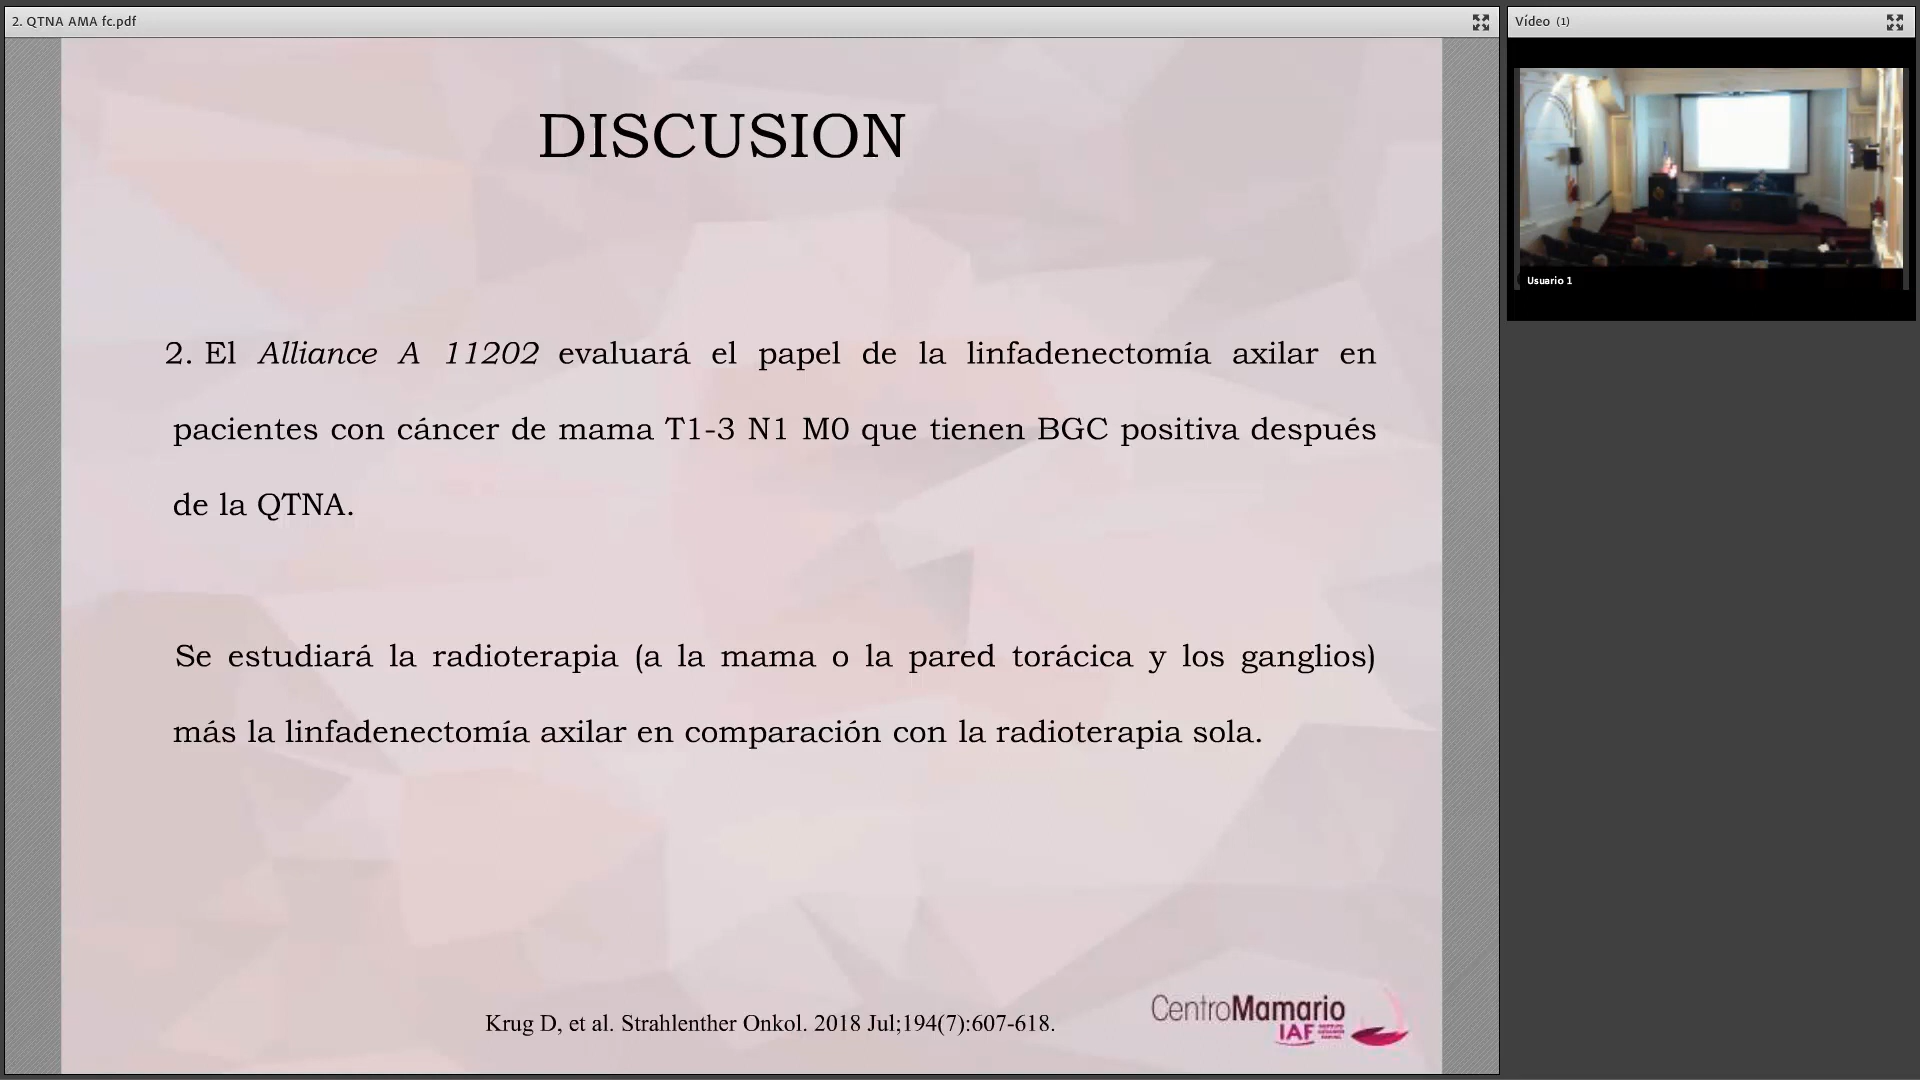 2. QTNA AMA fc.pdf
Vídeo (1)
DISCUSION
Usuario 1
2. El Alliance A 11202 evaluará el papel de la linfadenectomía axilar en
pacientes con cáncer de mama T1-3 N1 M0 que tienen BGC positiva después
de la QTNA.
Se estudiará la radioterapia (a la mama o la pared torácica y los ganglios)
más la linfadenectomía axilar en comparación con la radioterapia sola.
Krug D, et al. Strahlenther Onkol. 2018 Jul;194(7):607-618.
CentroMamario
IAF